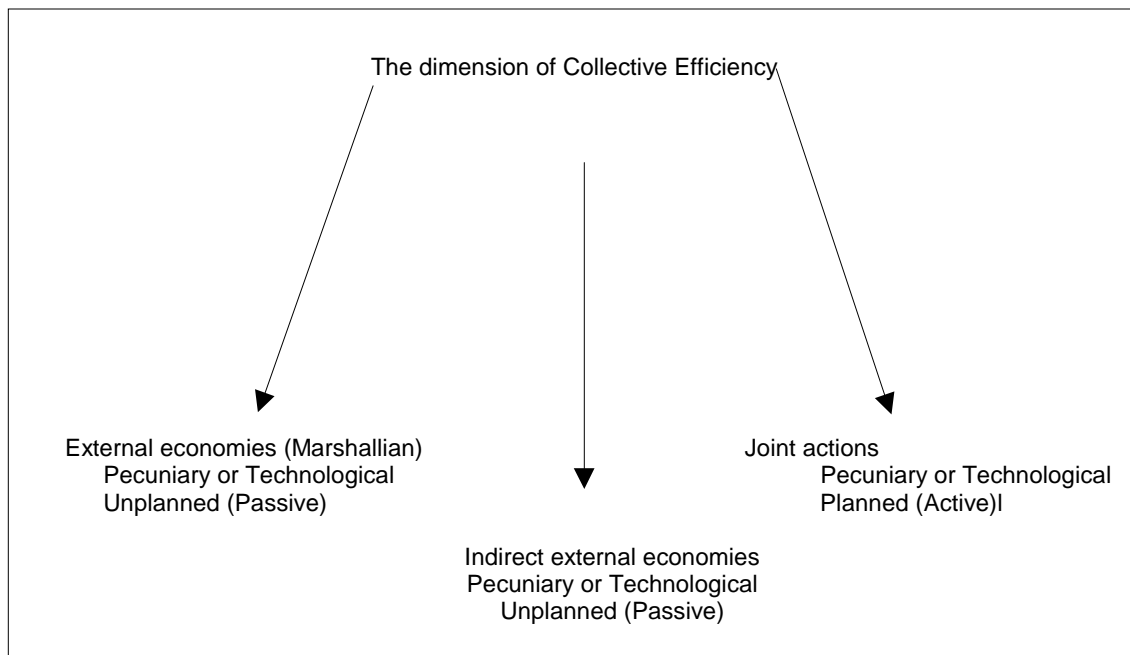 The dimension of Collective Efficiency
External economies (Marshallian)
Pecuniary or Technological
Unplanned (Passive)
Joint actions
Pecuniary or Technological
Planned (Active)l
Indirect external economies
Pecuniary or Technological
Unplanned (Passive)